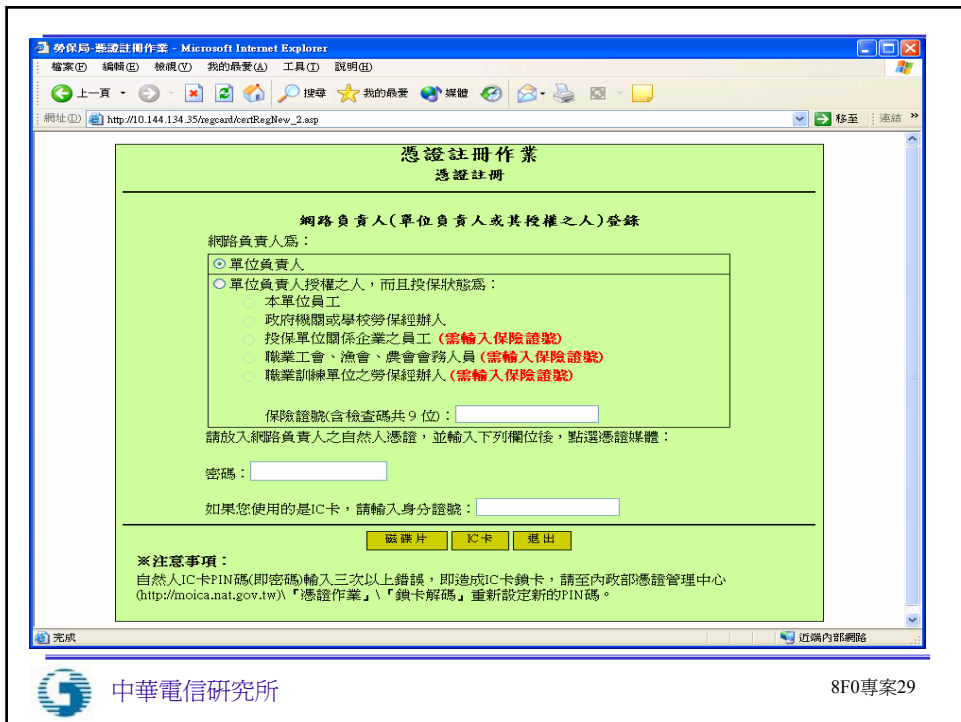 勞保局-憑證註冊作業 - Microsoft Internet Explorer
檔案(F) 編輯(E) 檢視(V) 我的最愛(A) 工具(T) 說明(H)
上一頁 搜尋 我的最愛 媒體
網址(D) http://10.144.134.35/regcard/certRegNew_2.asp 移至 連結 »
憑證註冊作業
憑證註冊
網路負責人(單位負責人或其授權之人)登錄
網路負責人為：
單位負責人
單位負責人授權之人，而且投保狀態為：
本單位員工
政府機關或學校勞保經辦人
投保單位關係企業之員工 (需輸入保險證號)
職業工會、漁會、農會會務人員 (需輸入保險證號)
職業訓練單位之勞保經辦人 (需輸入保險證號)
保險證號(含檢查碼共 9 位)：
請放入網路負責人之自然人憑證，並輸入下列欄位後，點選憑證媒體：
密碼：
如果您使用的是IC卡，請輸入身分證號：
磁碟片 IC卡 退出
※注意事項：
自然人IC卡PIN碼(即密碼)輸入三次以上錯誤，即造成IC卡鎖卡，請至內政部憑證管理中心
(http://moica.nat.gov.tw)\「憑證作業」\「鎖卡解碼」重新設定新的PIN碼。
完成 近端內部網路
中華電信研究所 8F0專案29